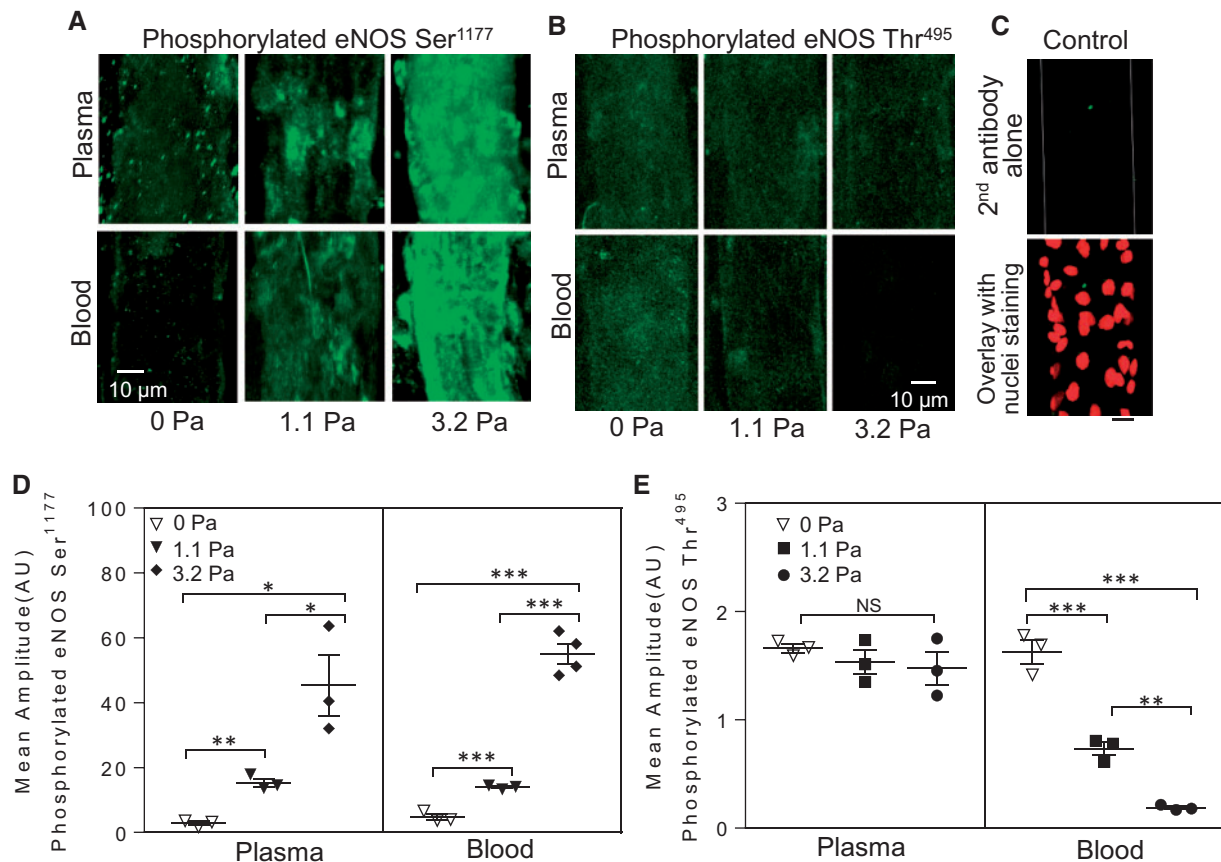 A
Phosphorylated eNOS Ser1177
Plasma
Blood
10 µm
0 Pa
1.1 Pa
3.2 Pa
B
Phosphorylated eNOS Thr495
Plasma
Blood
10 µm
0 Pa
1.1 Pa
3.2 Pa
C
Control
2nd antibody
alone
Overlay with
nuclei staining
D
Mean Amplitude(AU)
Phosphorylated eNOS Ser1177
100
80
60
40
20
0
0 Pa
1.1 Pa
3.2 Pa
*
*
**
***
***
***
Plasma
Blood
E
Mean Amplitude(AU)
Phosphorylated eNOS Thr495
3
2
1
0
0 Pa
1.1 Pa
3.2 Pa
NS
***
***
**
Plasma
Blood